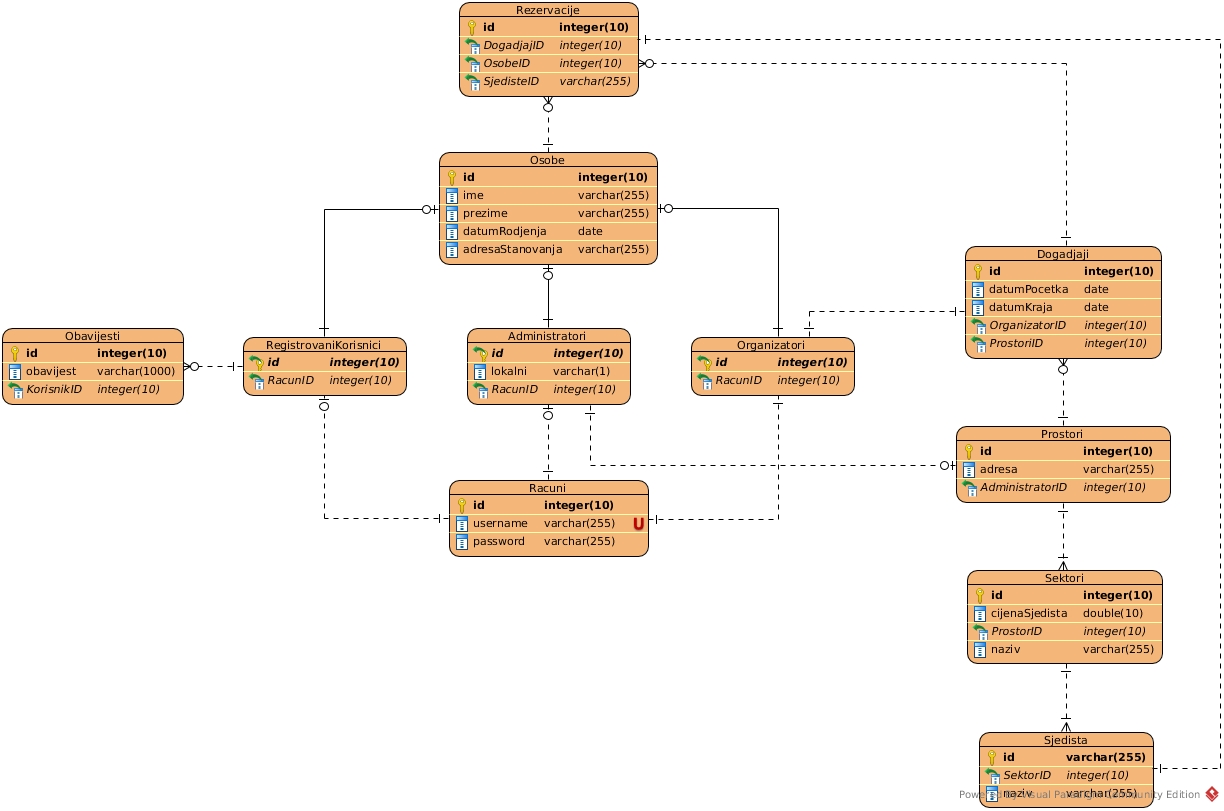 Rezervacije
id integer(10)
DogadjajID integer(10)
OsobeID integer(10)
SjedisteID varchar(255)
Osobe
id integer(10)
ime varchar(255)
prezime varchar(255)
datumRodjenja date
adresaStanovanja varchar(255)
Dogadjaji
id integer(10)
datumPocetka date
datumKraja date
OrganizatorID integer(10)
ProstoriID integer(10)
Obavijesti
id integer(10)
obavijest varchar(1000)
KorisnikID integer(10)
RegistrovaniKorisnici
id integer(10)
RacunID integer(10)
Administratori
id integer(10)
lokalni varchar(1)
RacunID integer(10)
Organizatori
id integer(10)
RacunID integer(10)
Prostori
id integer(10)
adresa varchar(255)
AdministratorID integer(10)
Racuni
id integer(10)
username varchar(255) U
password varchar(255)
Sektori
id integer(10)
cijenaSjedista double(10)
ProstorID integer(10)
naziv varchar(255)
Sjedista
id varchar(255)
SektorID integer(10)
naziv varchar(255)
Powered by Visual Paradigm Community Edition